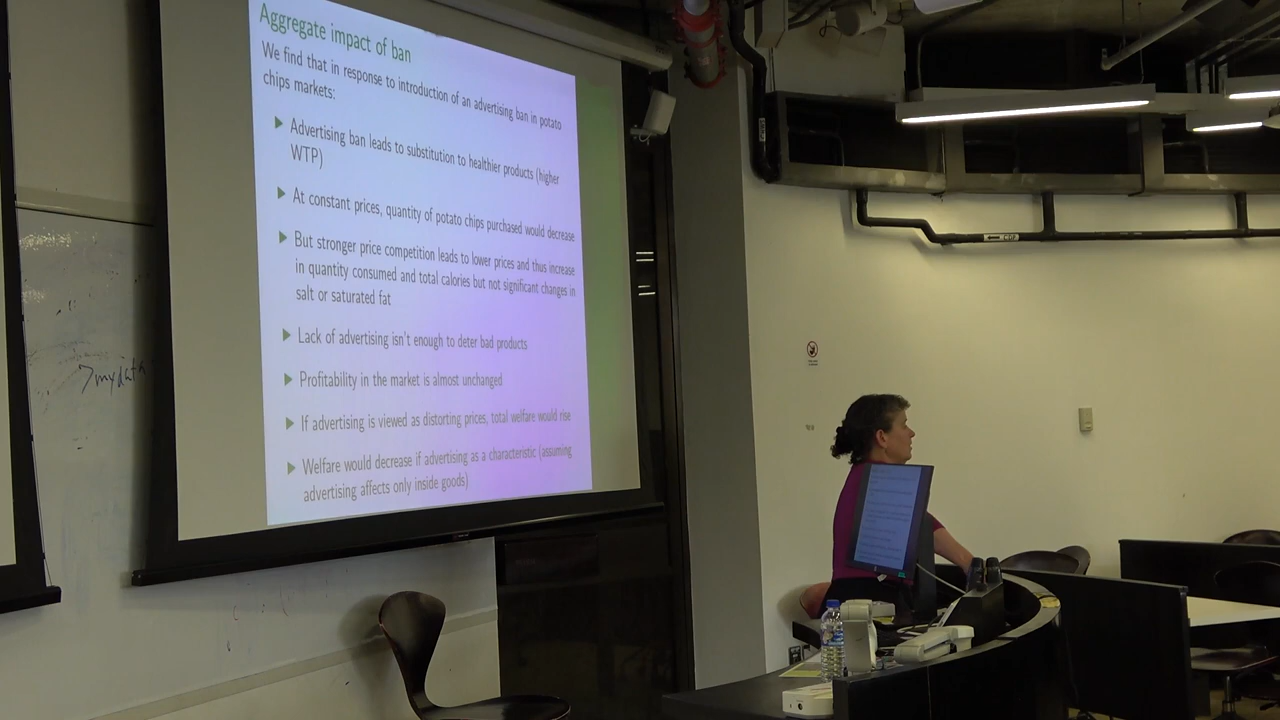 Aggregate impact of ban
We find that in response to introduction of an advertising ban in potato
chips markets:
Advertising ban leads to substitution to healthier products (higher
WTP)
At constant prices, quantity of potato chips purchased would decrease
But stronger price competition leads to lower prices and thus increase
in quantity consumed and total calories but not significant changes in
salt or saturated fat
Lack of advertising isn't enough to deter bad products
Profitability in the market is almost unchanged
If advertising is viewed as distorting prices, total welfare would rise
Welfare would decrease if advertising as a characteristic (assuming
advertising affects only inside goods)
>mydata